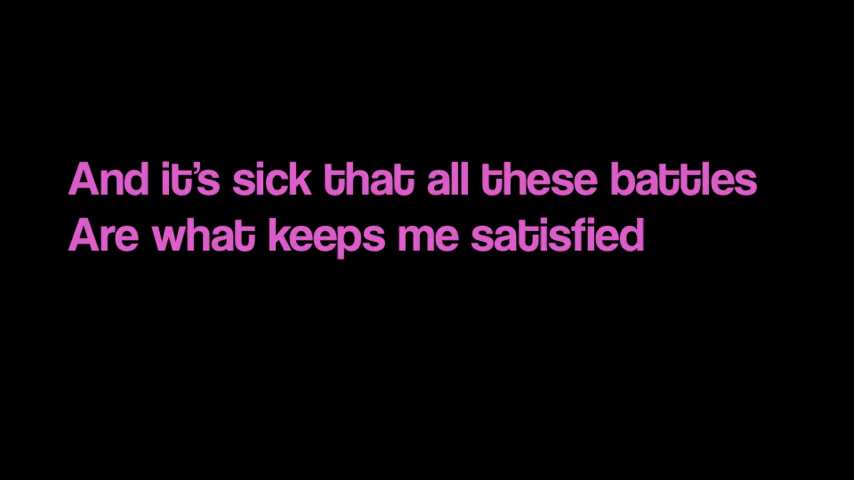 And it's sick that all these battles
Are what keeps me satisfied